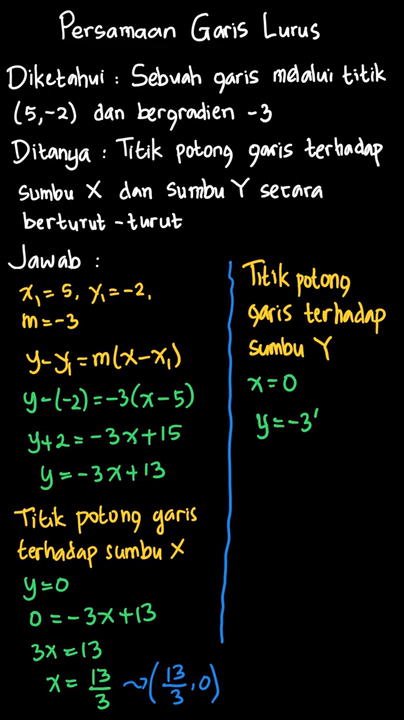 Persamaan Garis Lurus
Diketahui : Sebuah garis melalui titik
(5,-2) dan bergradien -3
Ditanya : Titik potong garis terhadap
sumbu X dan sumbu Y secara
berturut-turut
Jawab :
x₁ = 5, y₁ = -2,
m = -3
y-y₁ = m(x-x₁)
y-(-2) = -3(x-5)
y+2 = -3x+15
y = -3x+13
Titik potong garis
terhadap sumbu X
y=0
0 = -3x+13
3x = 13
x = 13/3 ~> (13/3, 0)
Titik potong
garis terhadap
sumbu Y
x=0
y = -3